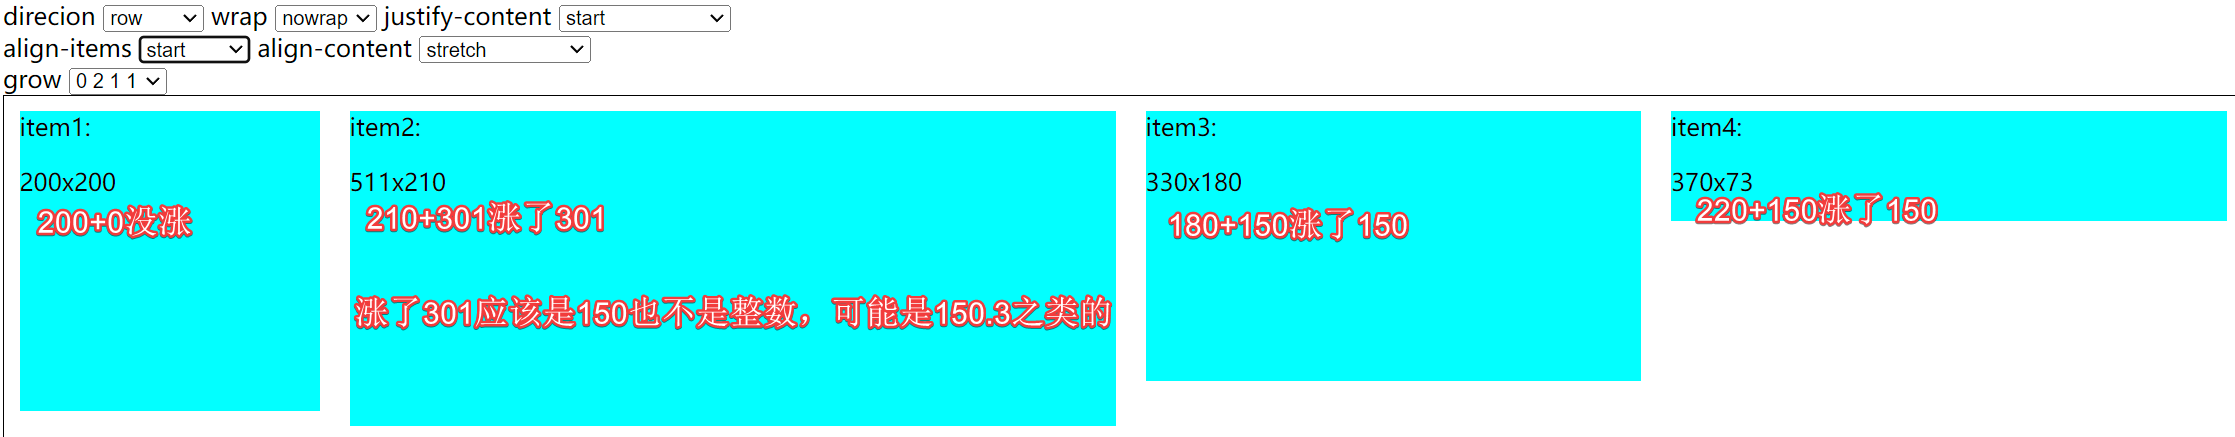 direcion row wrap nowrap justify-content start
align-items start align-content stretch
grow 0 2 1 1
item1: item2: item3: item4:
200x200 511x210 330x180 370x73
200+0没涨 210+301涨了301 180+150涨了150 220+150涨了150
涨了301应该是150也不是整数，可能是150.3之类的